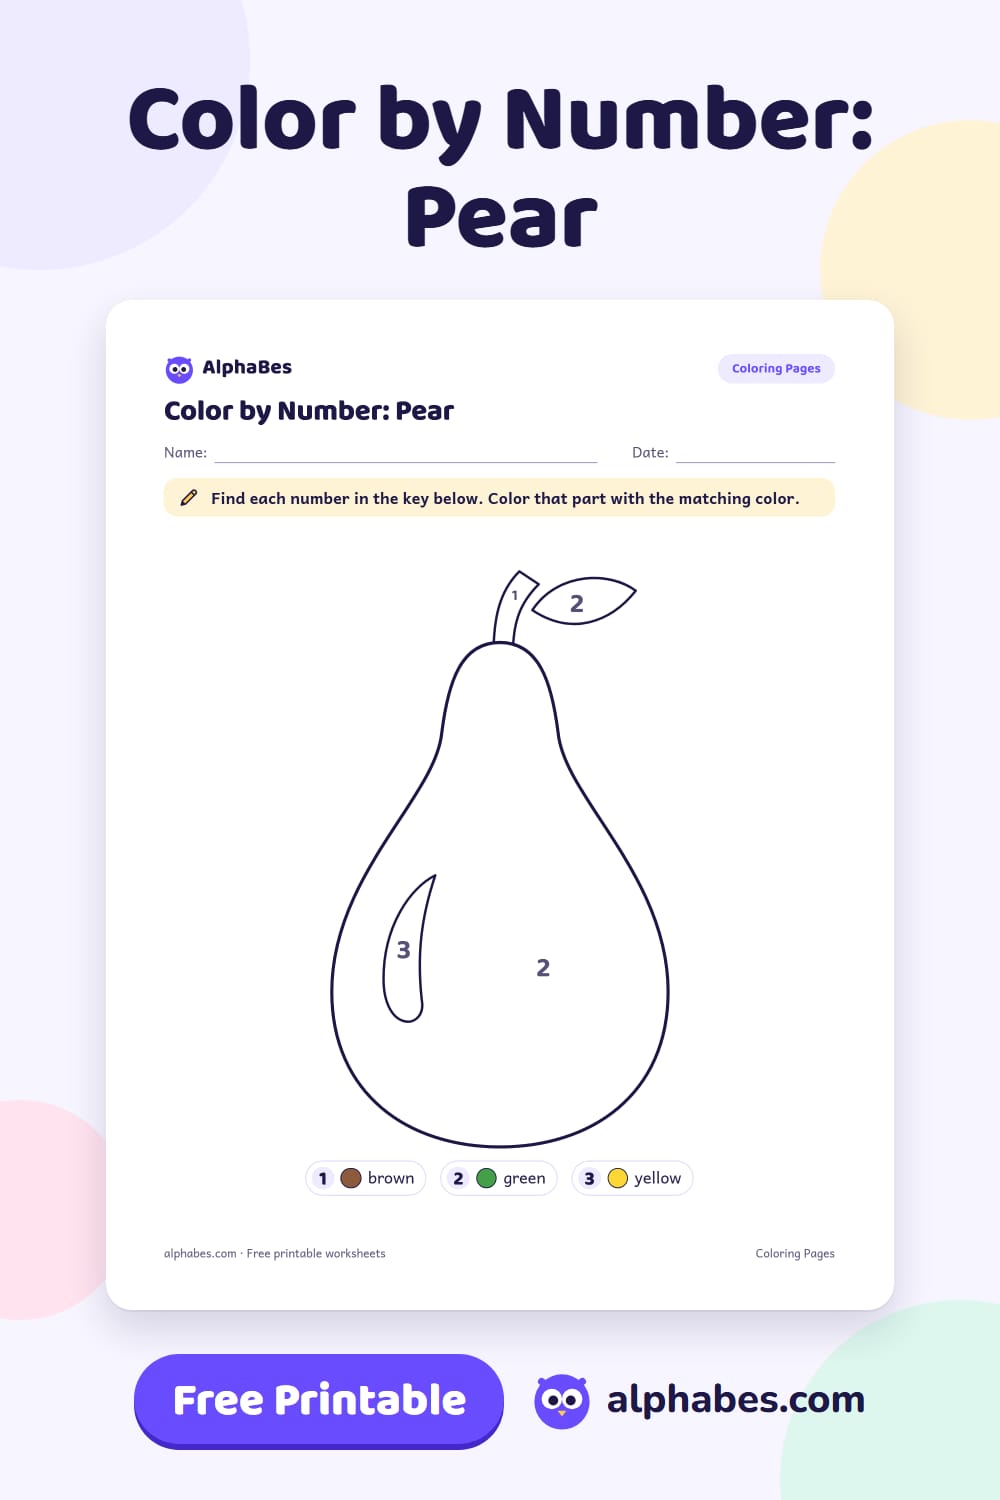 Color by Number:
Pear
AlphaBes
Coloring Pages
Color by Number: Pear
Name:
Date:
Find each number in the key below. Color that part with the matching color.
1
2
3
2
1 brown
2 green
3 yellow
alphabes.com · Free printable worksheets
Coloring Pages
Free Printable
alphabes.com